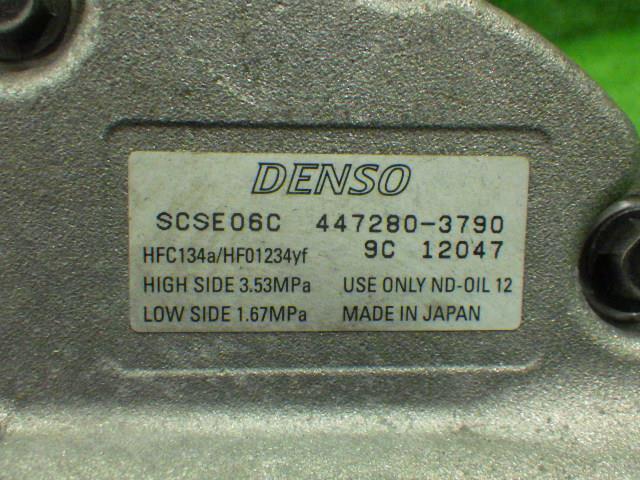 DENSO
SCSE06C 447280-3790
HFC134a/HFO1234yf 9C 12047
HIGH SIDE 3.53MPa USE ONLY ND-OIL 12
LOW SIDE 1.67MPa MADE IN JAPAN